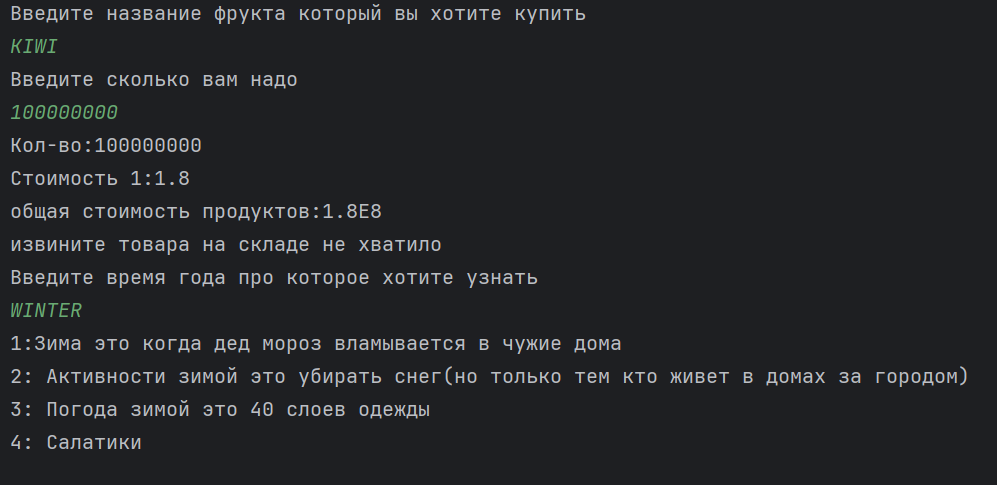 Введите название фрукта который вы хотите купить
KIWI
Введите сколько вам надо
100000000
Кол-во:100000000
Стоимость 1:1.8
общая стоимость продуктов:1.8E8
извините товара на складе не хватило
Введите время года про которое хотите узнать
WINTER
1:Зима это когда дед мороз вламывается в чужие дома
2: Активности зимой это убирать снег(но только тем кто живет в домах за городом)
3: Погода зимой это 40 слоев одежды
4: Салатики